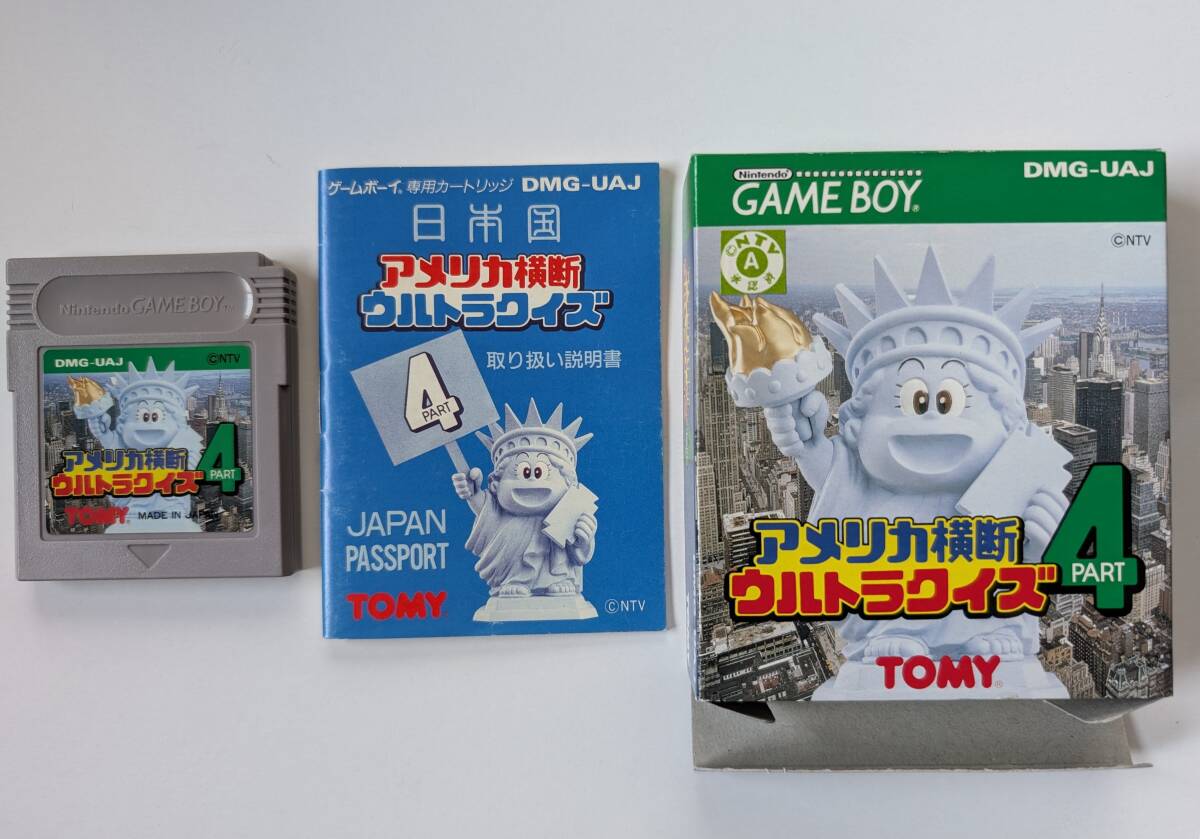 Nintendo GAME BOY™
DMG-UAJ
©NTV
アメリカ横断
ウルトラクイズ
4
PART
TOMY
MADE IN JAPAN
ゲームボーイ® 専用カートリッジ DMG-UAJ
日本国
アメリカ横断
ウルトラクイズ
取り扱い説明書
4
PART
JAPAN
PASSPORT
TOMY
©NTV
Nintendo®
GAME BOY®
DMG-UAJ
©NTV
©NTV
A
アメリカ横断
ウルトラクイズ
4
PART
TOMY®